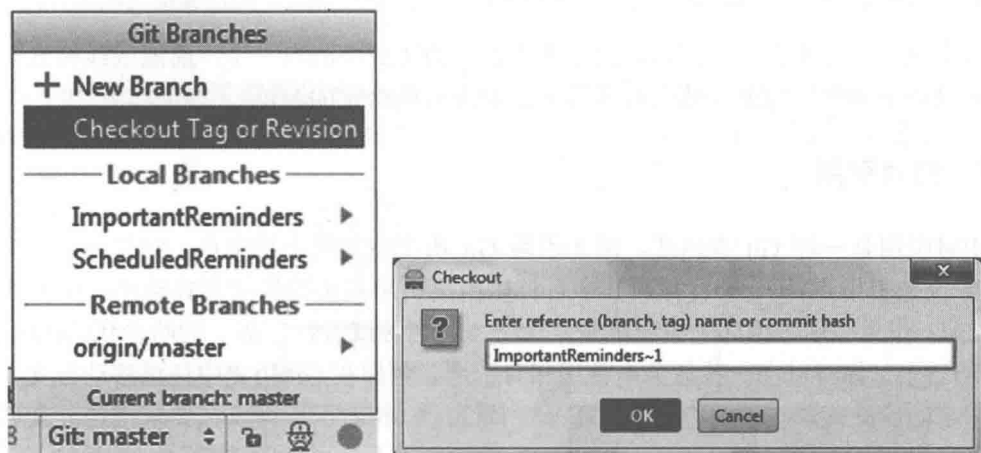 Git Branches
+ New Branch
Checkout Tag or Revision
Local Branches
ImportantReminders
ScheduledReminders
Remote Branches
origin/master
Current branch: master
Git: master
Checkout
Enter reference (branch, tag) name or commit hash
ImportantReminders~1
OK
Cancel